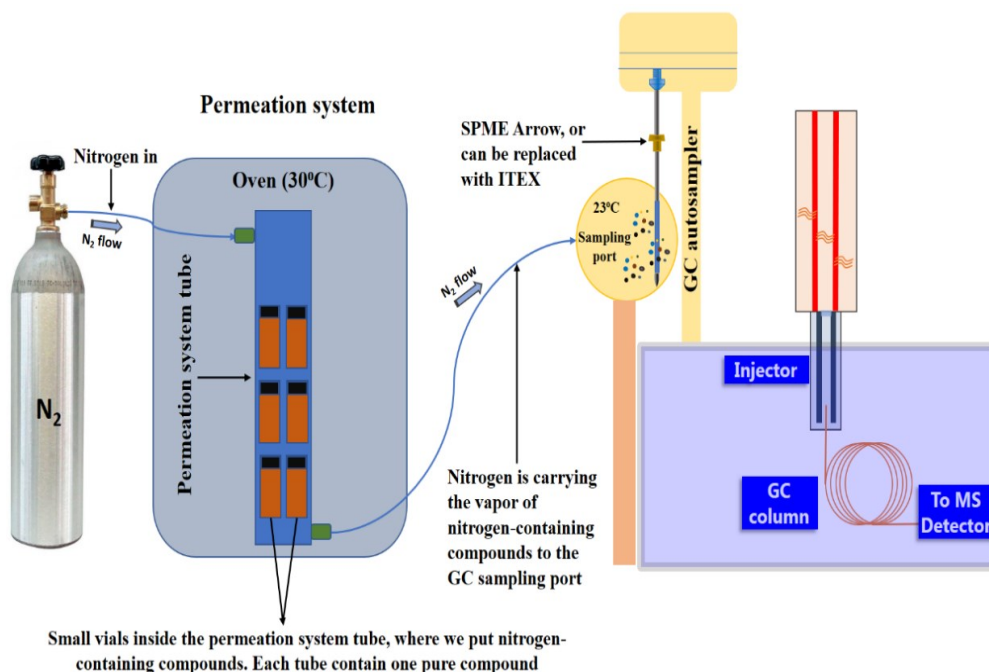 Permeation system
Nitrogen in
N₂ flow
N₂
Oven (30⁰C)
Permeation system tube
N₂ flow
SPME Arrow, or
can be replaced
with ITEX
23⁰C
Sampling
port
GC autosampler
Injector
GC
column
To MS
Detector
Nitrogen is carrying
the vapor of
nitrogen-containing
compounds to the
GC sampling port
Small vials inside the permeation system tube, where we put nitrogen-
containing compounds. Each tube contain one pure compound